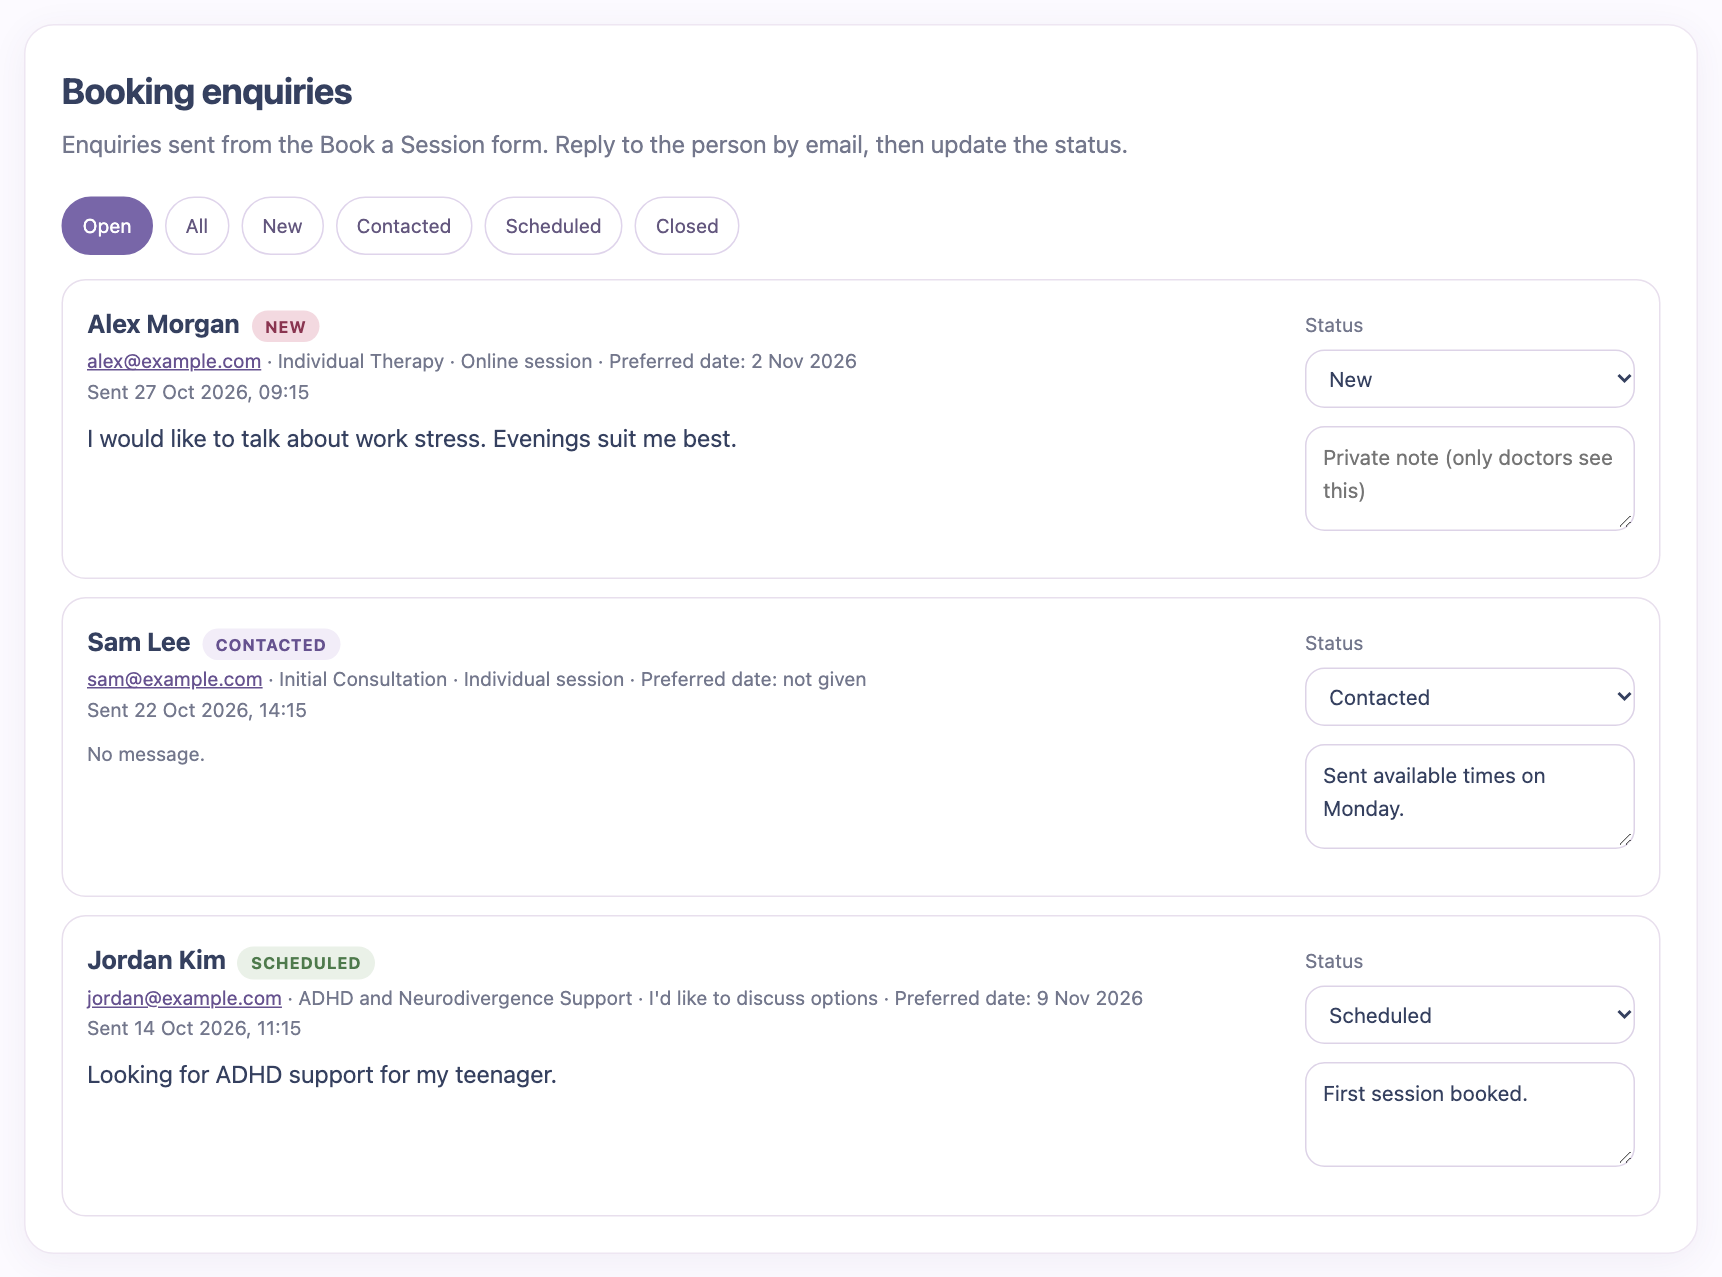 Booking enquiries
Enquiries sent from the Book a Session form. Reply to the person by email, then update the status.
Open
All
New
Contacted
Scheduled
Closed
Alex Morgan NEW
alex@example.com · Individual Therapy · Online session · Preferred date: 2 Nov 2026
Sent 27 Oct 2026, 09:15
I would like to talk about work stress. Evenings suit me best.
Status
New
Private note (only doctors see
this)
Sam Lee CONTACTED
sam@example.com · Initial Consultation · Individual session · Preferred date: not given
Sent 22 Oct 2026, 14:15
No message.
Status
Contacted
Sent available times on
Monday.
Jordan Kim SCHEDULED
jordan@example.com · ADHD and Neurodivergence Support · I'd like to discuss options · Preferred date: 9 Nov 2026
Sent 14 Oct 2026, 11:15
Looking for ADHD support for my teenager.
Status
Scheduled
First session booked.